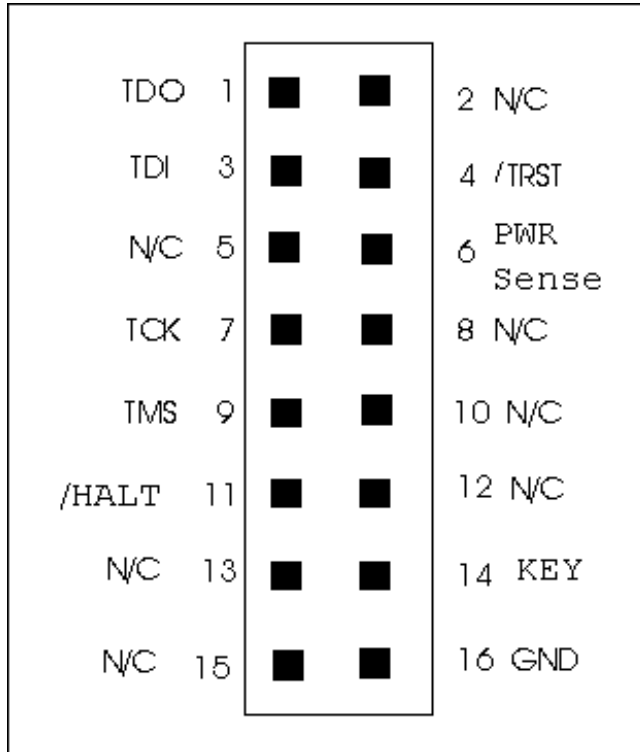 TDO 1 2 N/C
TDI 3 4 /TRST
N/C 5 6 PWR
Sense
TCK 7 8 N/C
TMS 9 10 N/C
/HALT 11 12 N/C
N/C 13 14 KEY
N/C 15 16 GND